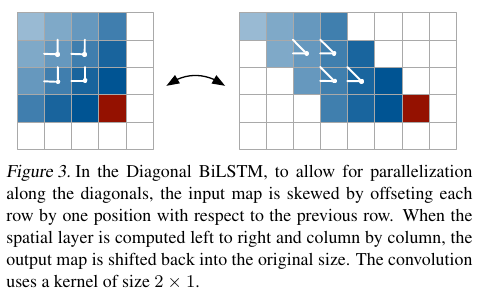 Figure 3. In the Diagonal BiLSTM, to allow for parallelization
along the diagonals, the input map is skewed by offseting each
row by one position with respect to the previous row. When the
spatial layer is computed left to right and column by column, the
output map is shifted back into the original size. The convolution
uses a kernel of size 2 × 1.